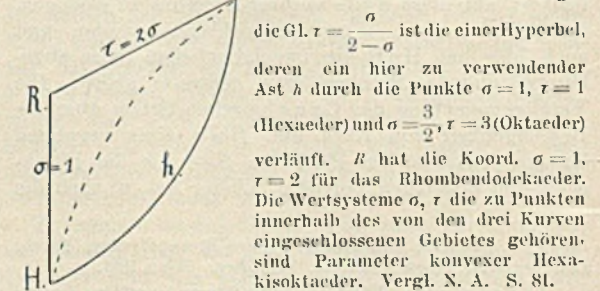 τ = 2σ
R.
σ = 1
h.
H.
die Gl. τ = σ/(2 − σ) ist die einer Hyperbel,
deren ein hier zu verwendender
Ast h durch die Punkte σ = 1, τ = 1
(Hexaeder) und σ = 3/2, τ = 3 (Oktaeder)
verläuft. R hat die Koord. σ = 1,
τ = 2 für das Rhombendodekaeder.
Die Wertsysteme σ, τ die zu Punkten
innerhalb des von den drei Kurven
eingeschlossenen Gebietes gehören,
sind Parameter konvexer Hexa-
kisoktaeder. Vergl. N. A. S. 81.